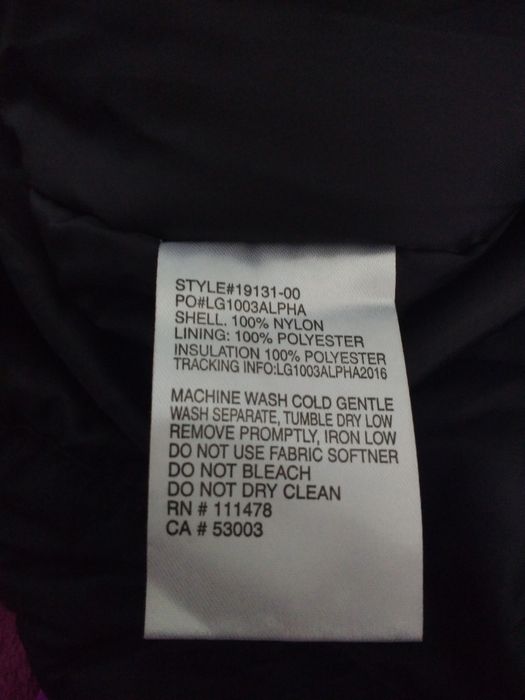 STYLE#19131-00
PO#LG1003ALPHA
SHELL. 100% NYLON
LINING: 100% POLYESTER
INSULATION 100% POLYESTER
TRACKING INFO:LG1003ALPHA2016
MACHINE WASH COLD GENTLE
WASH SEPARATE, TUMBLE DRY LOW
REMOVE PROMPTLY, IRON LOW
DO NOT USE FABRIC SOFTNER
DO NOT BLEACH
DO NOT DRY CLEAN
RN # 111478
CA # 53003